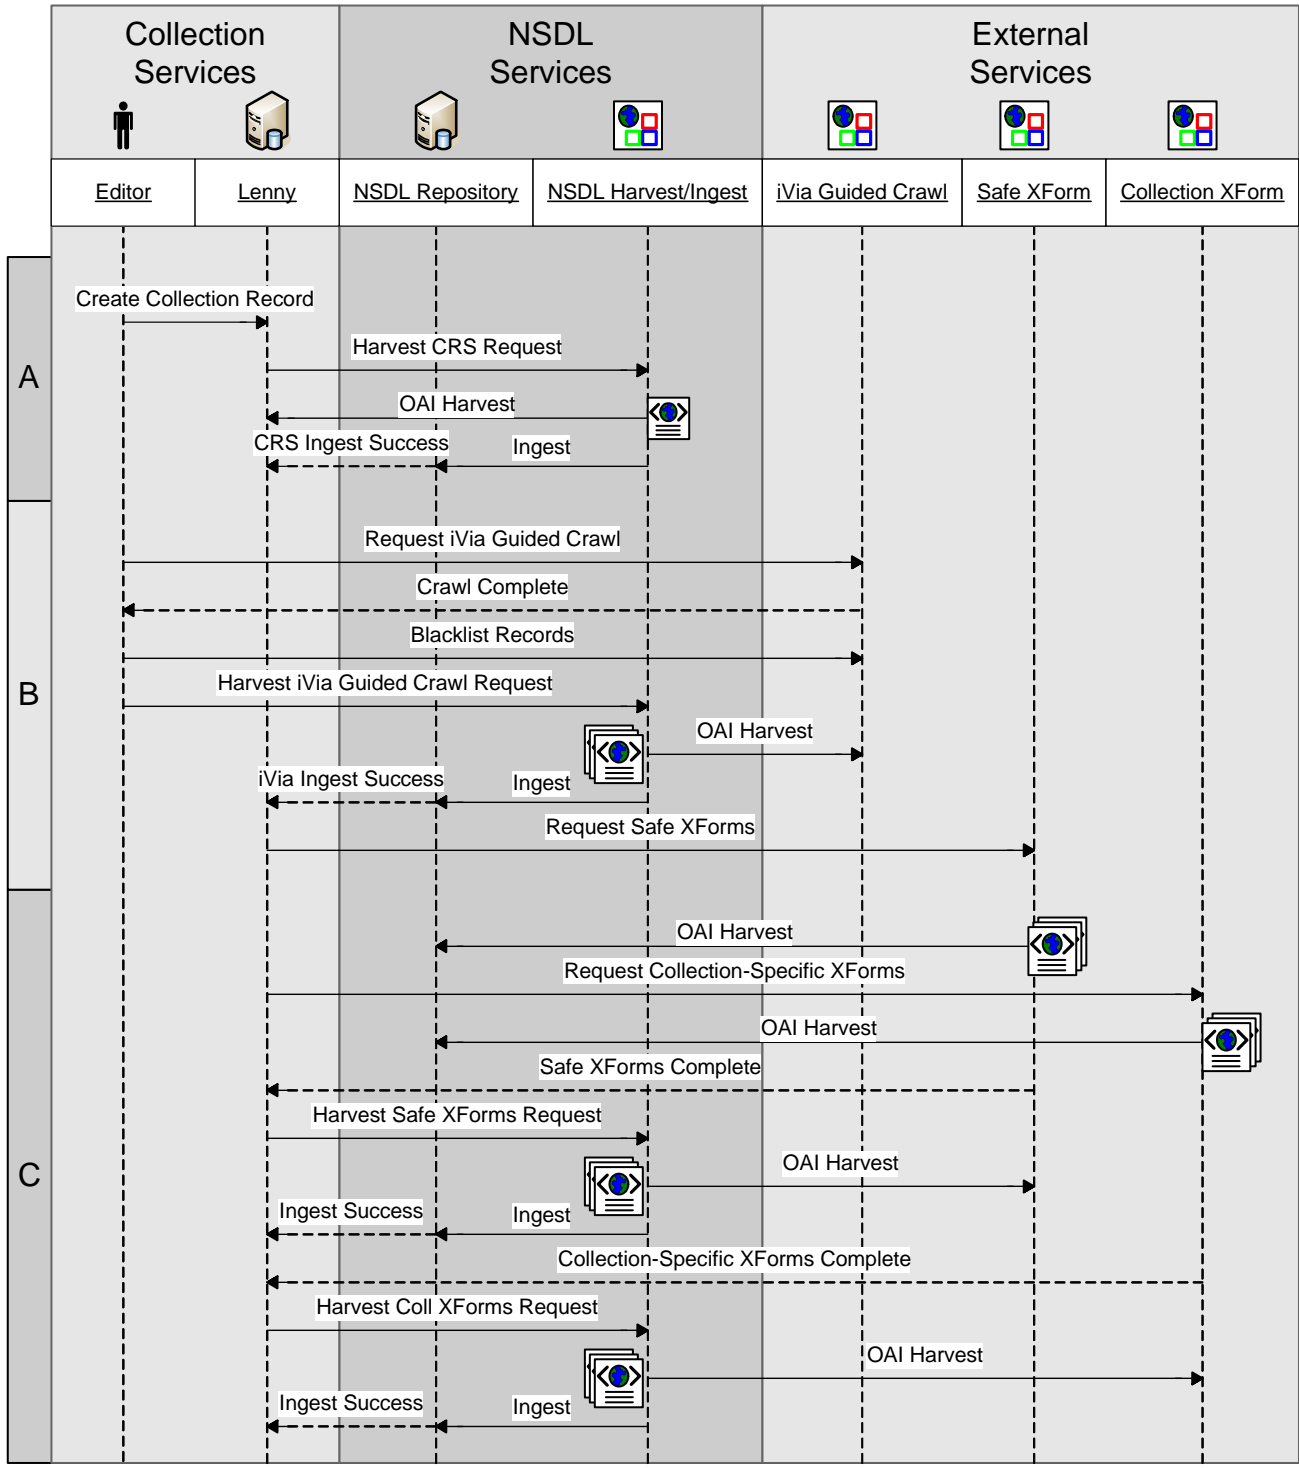 Collection
Services
NSDL
Services
External
Services
Editor
Lenny
NSDL Repository
NSDL Harvest/Ingest
iVia Guided Crawl
Safe XForm
Collection XForm
A
Create Collection Record
Harvest CRS Request
OAI Harvest
CRS Ingest Success
Ingest
B
Request iVia Guided Crawl
Crawl Complete
Blacklist Records
Harvest iVia Guided Crawl Request
OAI Harvest
iVia Ingest Success
Ingest
Request Safe XForms
C
OAI Harvest
Request Collection-Specific XForms
OAI Harvest
Safe XForms Complete
Harvest Safe XForms Request
OAI Harvest
Ingest Success
Ingest
Collection-Specific XForms Complete
Harvest Coll XForms Request
OAI Harvest
Ingest Success
Ingest